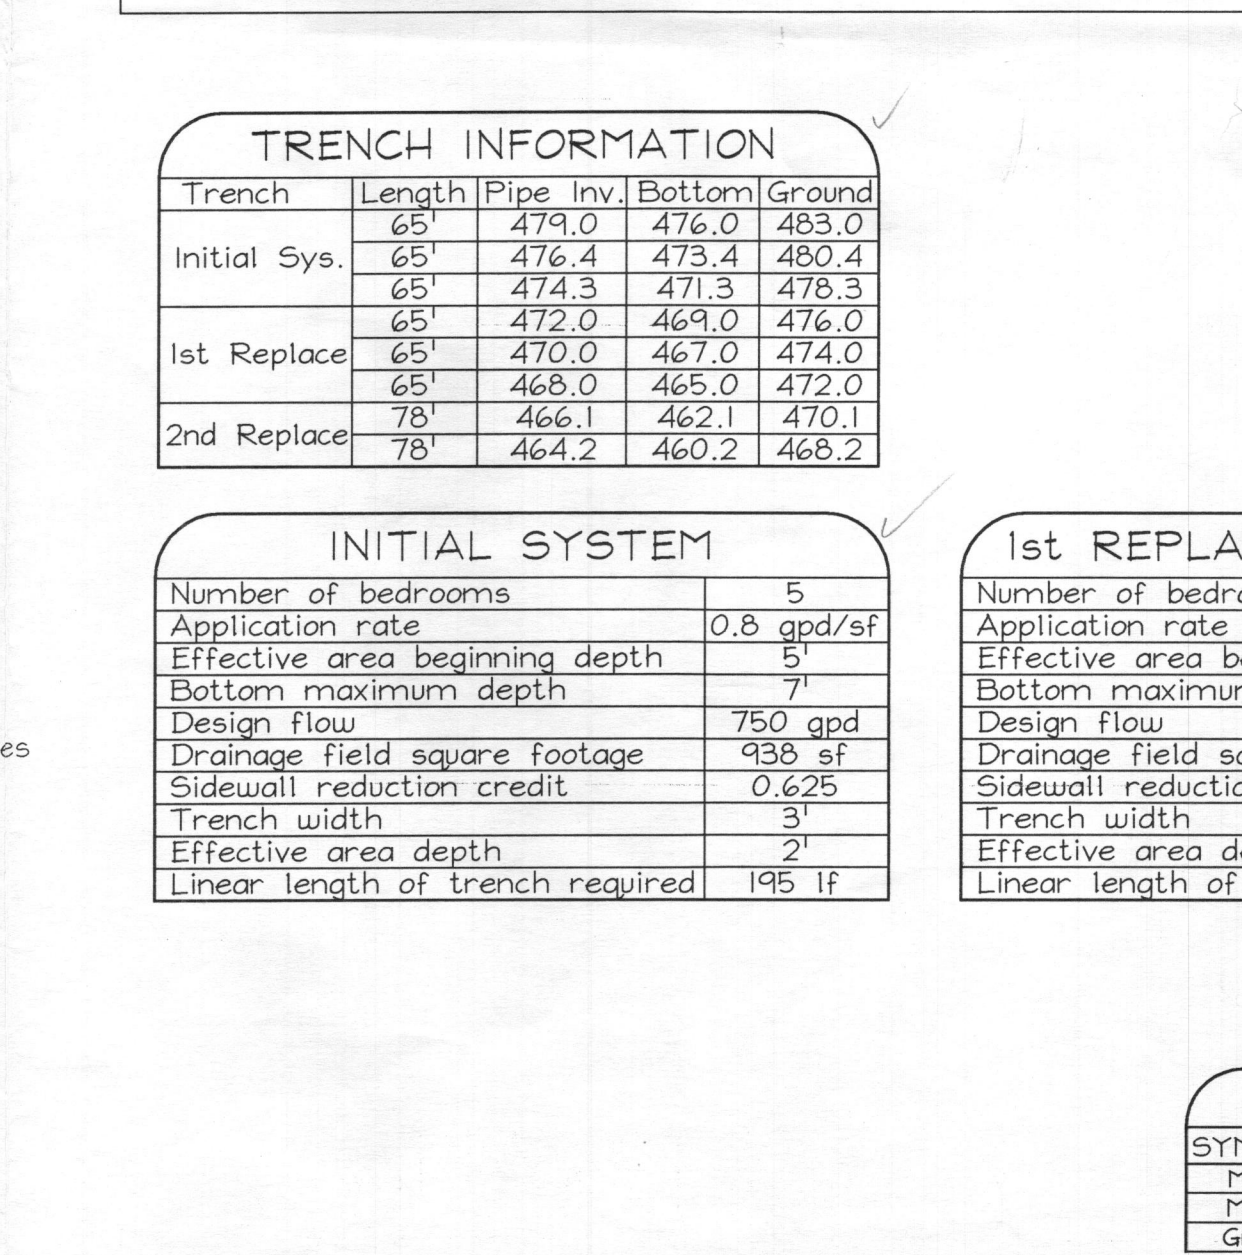 TRENCH INFORMATION
Trench Length Pipe Inv. Bottom Ground
Initial Sys.
65' 479.0 476.0 483.0
65' 476.4 473.4 480.4
65' 474.3 471.3 478.3
1st Replace
65' 472.0 469.0 476.0
65' 470.0 467.0 474.0
65' 468.0 465.0 472.0
2nd Replace
78' 466.1 462.1 470.1
78' 464.2 460.2 468.2
INITIAL SYSTEM
Number of bedrooms 5
Application rate 0.8 gpd/sf
Effective area beginning depth 5'
Bottom maximum depth 7'
Design flow 750 gpd
Drainage field square footage 938 sf
Sidewall reduction credit 0.625
Trench width 3'
Effective area depth 2'
Linear length of trench required 195 lf
es
1st REPLA
Number of bedro
Application rate
Effective area b
Bottom maximu
Design flow
Drainage field s
Sidewall reducti
Trench width
Effective area d
Linear length of
SY
M
M
G